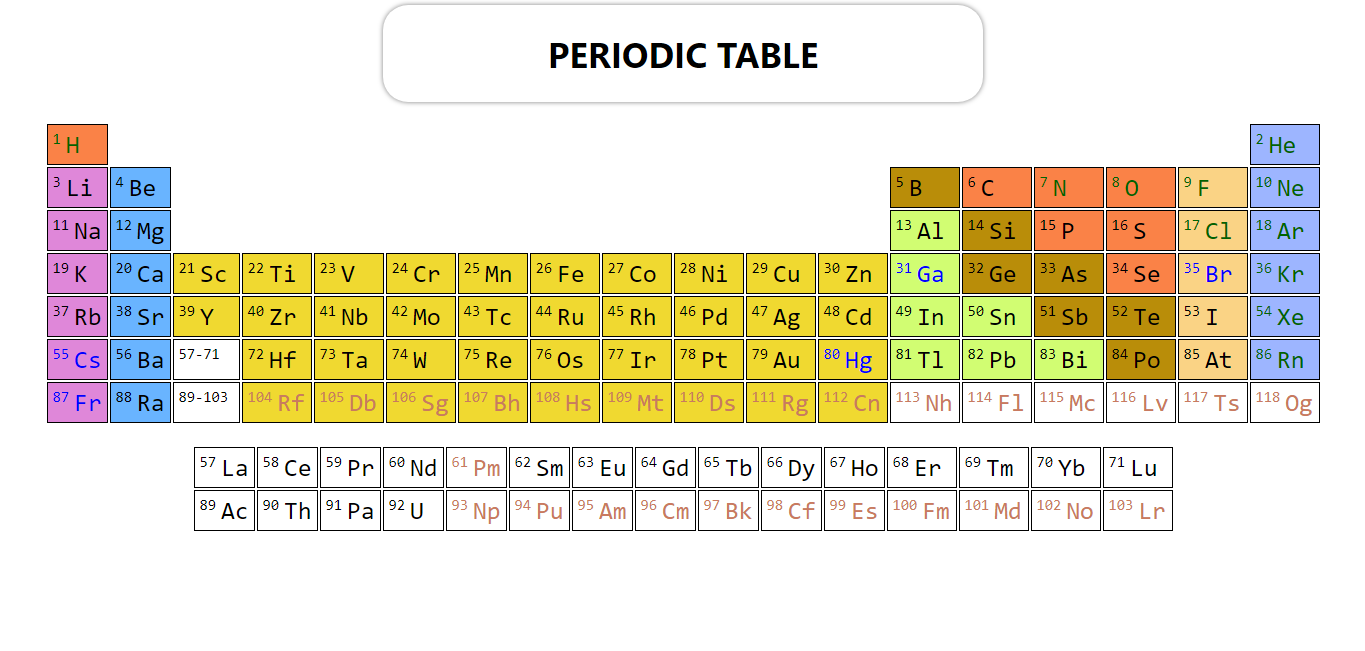 PERIODIC TABLE
1 H 2 He
3 Li 4 Be 5 B 6 C 7 N 8 O 9 F 10 Ne
11 Na 12 Mg 13 Al 14 Si 15 P 16 S 17 Cl 18 Ar
19 K 20 Ca 21 Sc 22 Ti 23 V 24 Cr 25 Mn 26 Fe 27 Co 28 Ni 29 Cu 30 Zn 31 Ga 32 Ge 33 As 34 Se 35 Br 36 Kr
37 Rb 38 Sr 39 Y 40 Zr 41 Nb 42 Mo 43 Tc 44 Ru 45 Rh 46 Pd 47 Ag 48 Cd 49 In 50 Sn 51 Sb 52 Te 53 I 54 Xe
55 Cs 56 Ba 57-71 72 Hf 73 Ta 74 W 75 Re 76 Os 77 Ir 78 Pt 79 Au 80 Hg 81 Tl 82 Pb 83 Bi 84 Po 85 At 86 Rn
87 Fr 88 Ra 89-103 104 Rf 105 Db 106 Sg 107 Bh 108 Hs 109 Mt 110 Ds 111 Rg 112 Cn 113 Nh 114 Fl 115 Mc 116 Lv 117 Ts 118 Og
57 La 58 Ce 59 Pr 60 Nd 61 Pm 62 Sm 63 Eu 64 Gd 65 Tb 66 Dy 67 Ho 68 Er 69 Tm 70 Yb 71 Lu
89 Ac 90 Th 91 Pa 92 U 93 Np 94 Pu 95 Am 96 Cm 97 Bk 98 Cf 99 Es 100 Fm 101 Md 102 No 103 Lr